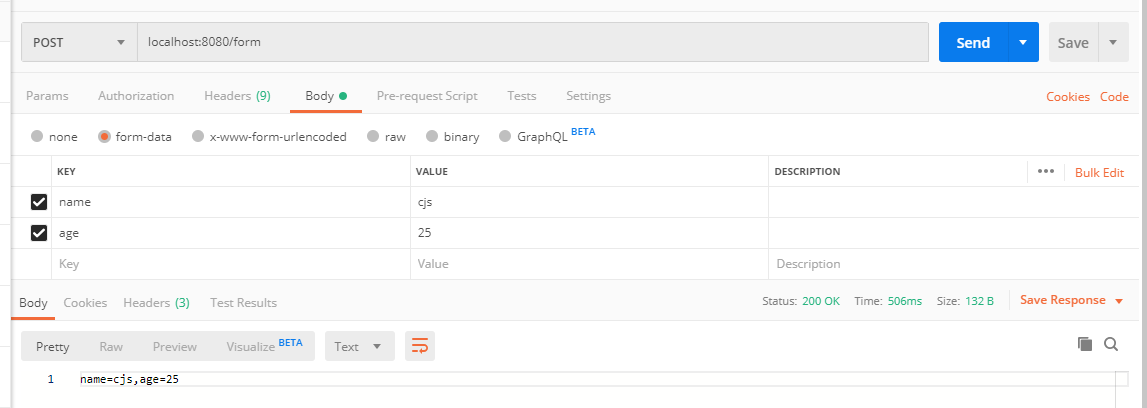 POST localhost:8080/form Send Save
Params Authorization Headers (9) Body Pre-request Script Tests Settings Cookies Code
none form-data x-www-form-urlencoded raw binary GraphQL BETA
KEY VALUE DESCRIPTION ••• Bulk Edit
name cjs
age 25
Key Value Description
Body Cookies Headers (3) Test Results Status: 200 OK Time: 506ms Size: 132 B Save Response
Pretty Raw Preview Visualize BETA Text
1 name=cjs,age=25